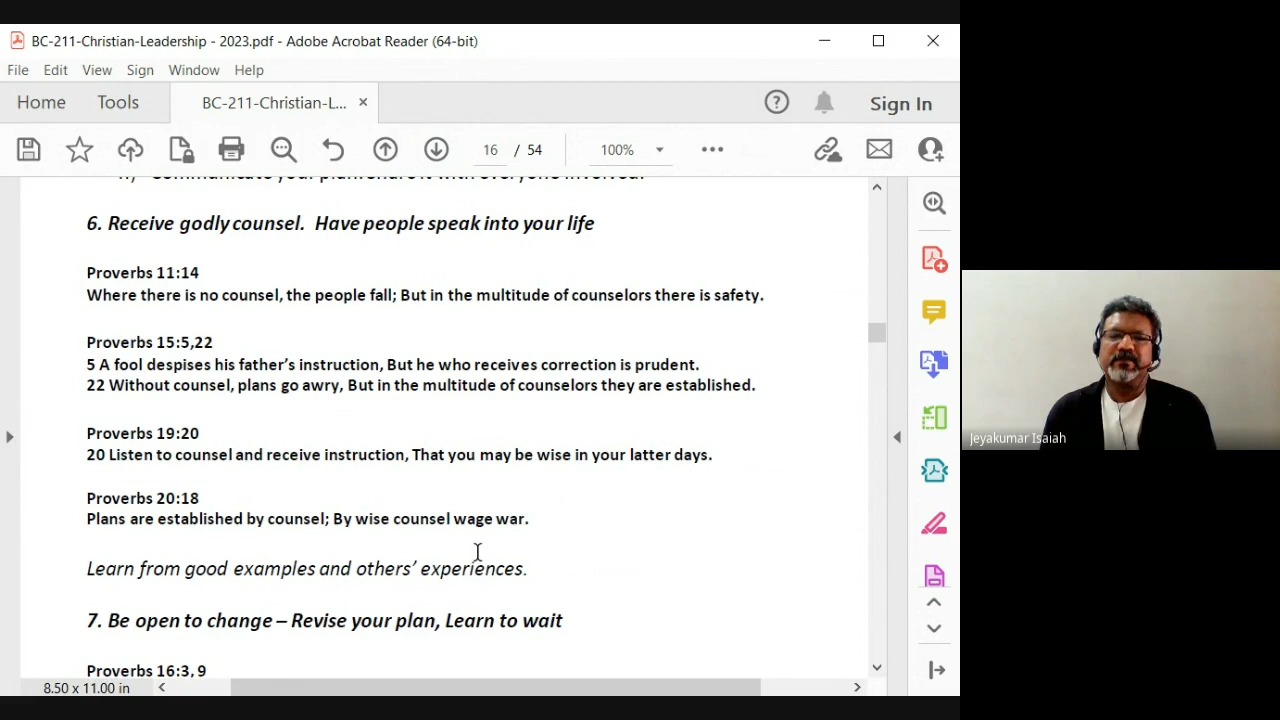 BC-211-Christian-Leadership - 2023.pdf - Adobe Acrobat Reader (64-bit)
File Edit View Sign Window Help
Home Tools BC-211-Christian-L... × Sign In
16 / 54 100%
6. Receive godly counsel. Have people speak into your life
Proverbs 11:14
Where there is no counsel, the people fall; But in the multitude of counselors there is safety.
Proverbs 15:5,22
5 A fool despises his father's instruction, But he who receives correction is prudent.
22 Without counsel, plans go awry, But in the multitude of counselors they are established.
Proverbs 19:20
20 Listen to counsel and receive instruction, That you may be wise in your latter days.
Proverbs 20:18
Plans are established by counsel; By wise counsel wage war.
Learn from good examples and others' experiences.
7. Be open to change – Revise your plan, Learn to wait
Proverbs 16:3, 9
8.50 x 11.00 in
Jeyakumar Isaiah